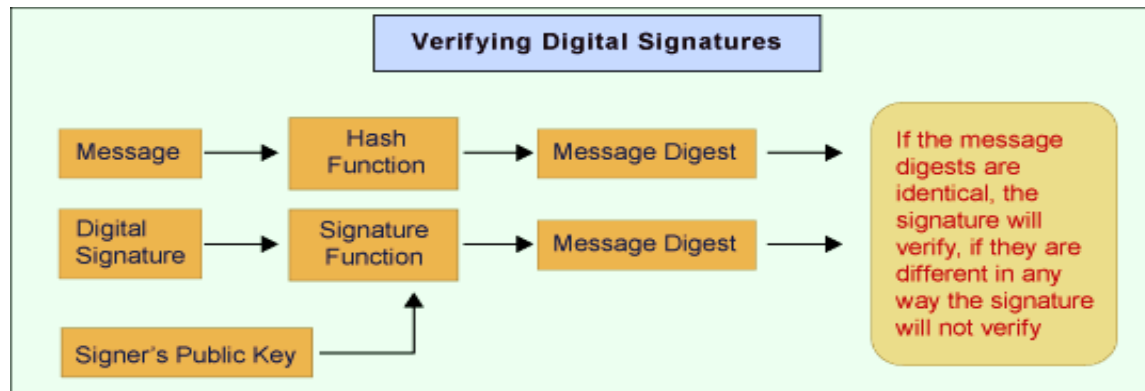 Verifying Digital Signatures
Message
Hash
Function
Message Digest
Digital
Signature
Signature
Function
Message Digest
Signer's Public Key
If the message
digests are
identical, the
signature will
verify, if they are
different in any
way the signature
will not verify